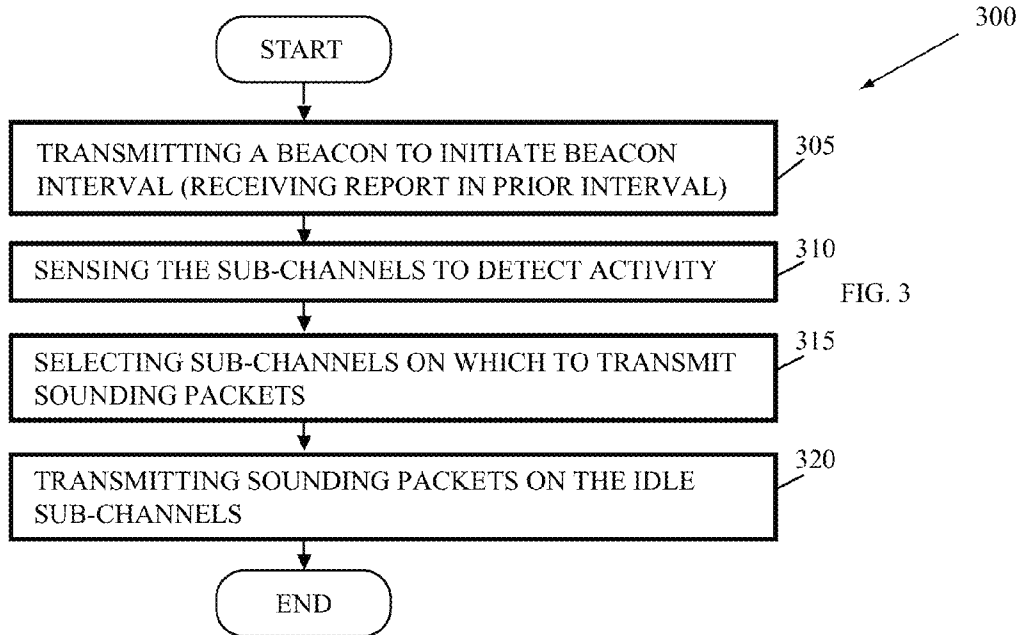 300
START
TRANSMITTING A BEACON TO INITIATE BEACON
INTERVAL (RECEIVING REPORT IN PRIOR INTERVAL)
305
SENSING THE SUB-CHANNELS TO DETECT ACTIVITY
310
FIG. 3
SELECTING SUB-CHANNELS ON WHICH TO TRANSMIT
SOUNDING PACKETS
315
TRANSMITTING SOUNDING PACKETS ON THE IDLE
SUB-CHANNELS
320
END